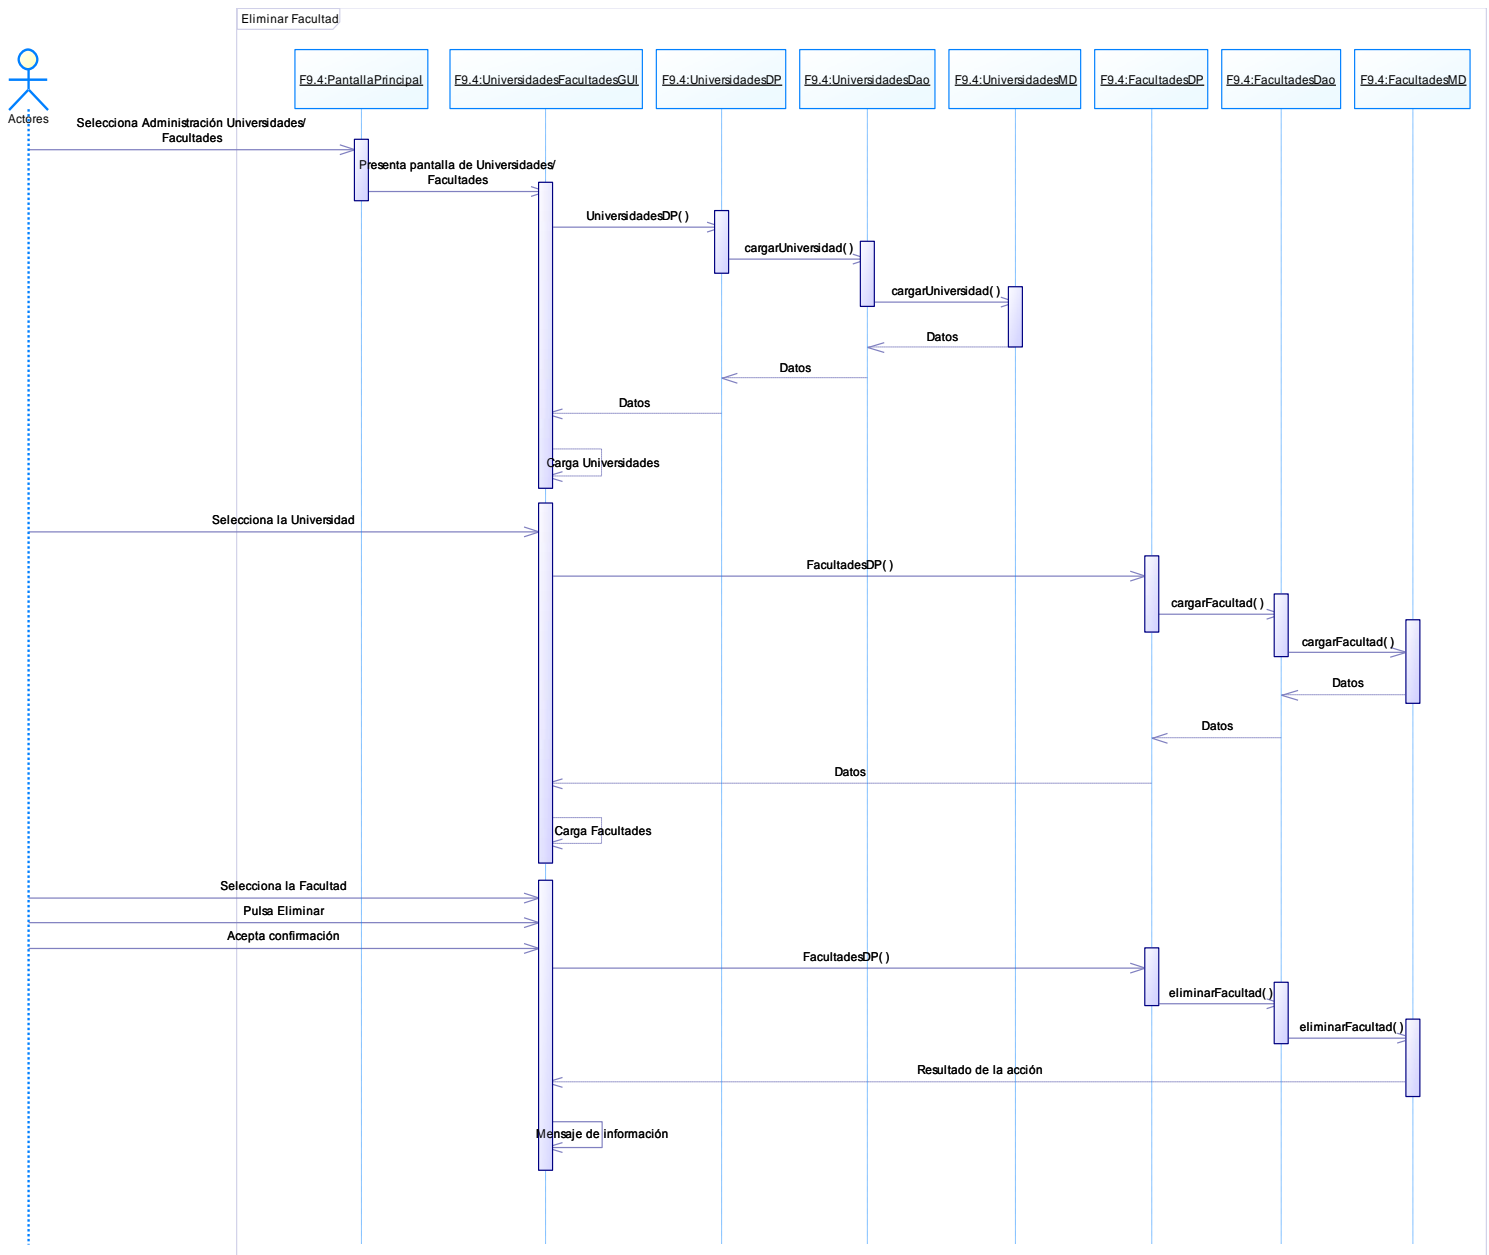 Eliminar Facultad
Actores
F9.4:PantallaPrincipal
F9.4:UniversidadesFacultadesGUI
F9.4:UniversidadesDP
F9.4:UniversidadesDao
F9.4:UniversidadesMD
F9.4:FacultadesDP
F9.4:FacultadesDao
F9.4:FacultadesMD
Selecciona Administración Universidades/
Facultades
Presenta pantalla de Universidades/
Facultades
UniversidadesDP( )
cargarUniversidad( )
cargarUniversidad( )
Datos
Datos
Datos
Carga Universidades
Selecciona la Universidad
FacultadesDP( )
cargarFacultad( )
cargarFacultad( )
Datos
Datos
Datos
Carga Facultades
Selecciona la Facultad
Pulsa Eliminar
Acepta confirmación
FacultadesDP( )
eliminarFacultad( )
eliminarFacultad( )
Resultado de la acción
Mensaje de información